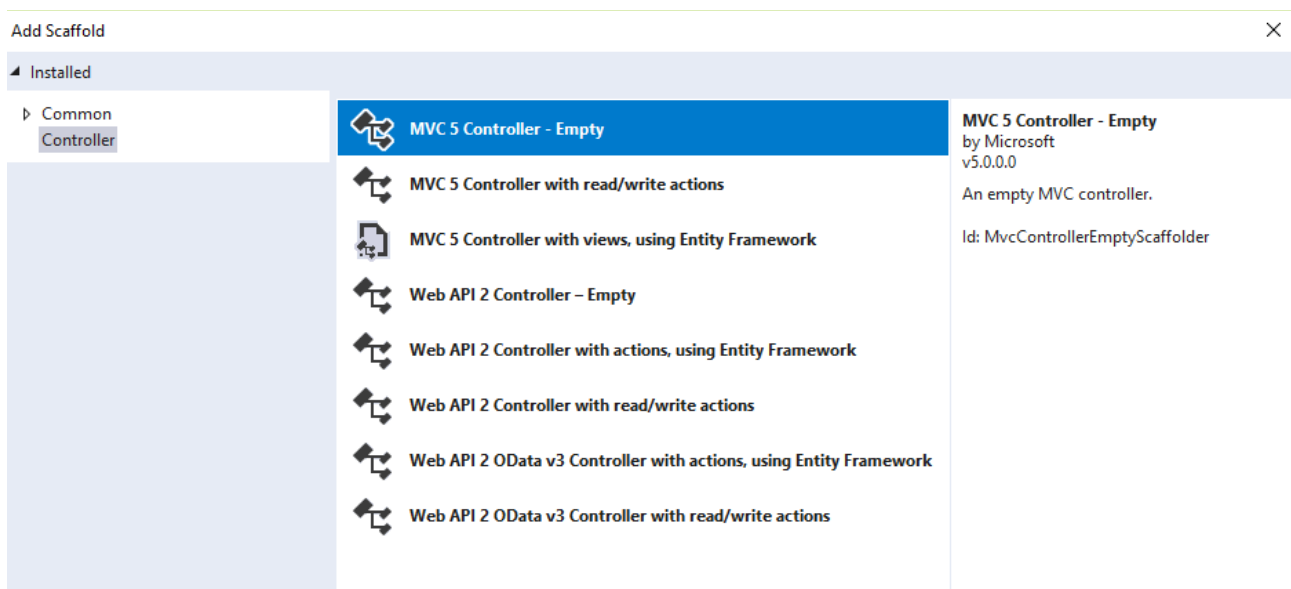 Add Scaffold
Installed
Common
Controller
MVC 5 Controller - Empty
MVC 5 Controller with read/write actions
MVC 5 Controller with views, using Entity Framework
Web API 2 Controller – Empty
Web API 2 Controller with actions, using Entity Framework
Web API 2 Controller with read/write actions
Web API 2 OData v3 Controller with actions, using Entity Framework
Web API 2 OData v3 Controller with read/write actions
MVC 5 Controller - Empty
by Microsoft
v5.0.0.0
An empty MVC controller.
Id: MvcControllerEmptyScaffolder